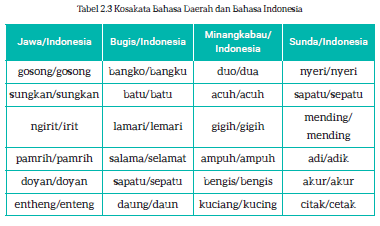 Tabel 2.3 Kosakata Bahasa Daerah dan Bahasa Indonesia
Jawa/Indonesia Bugis/Indonesia Minangkabau/ Indonesia Sunda/Indonesia
gosong/gosong bangko/bangku duo/dua nyeri/nyeri
sungkan/sungkan batu/batu acuh/acuh sapatu/sepatu
ngirit/irit lamari/lemari gigih/gigih mending/ mending
pamrih/pamrih salama/selamat ampuh/ampuh adi/adik
doyan/doyan sapatu/sepatu bengis/bengis akur/akur
entheng/enteng daung/daun kuciang/kucing citak/cetak